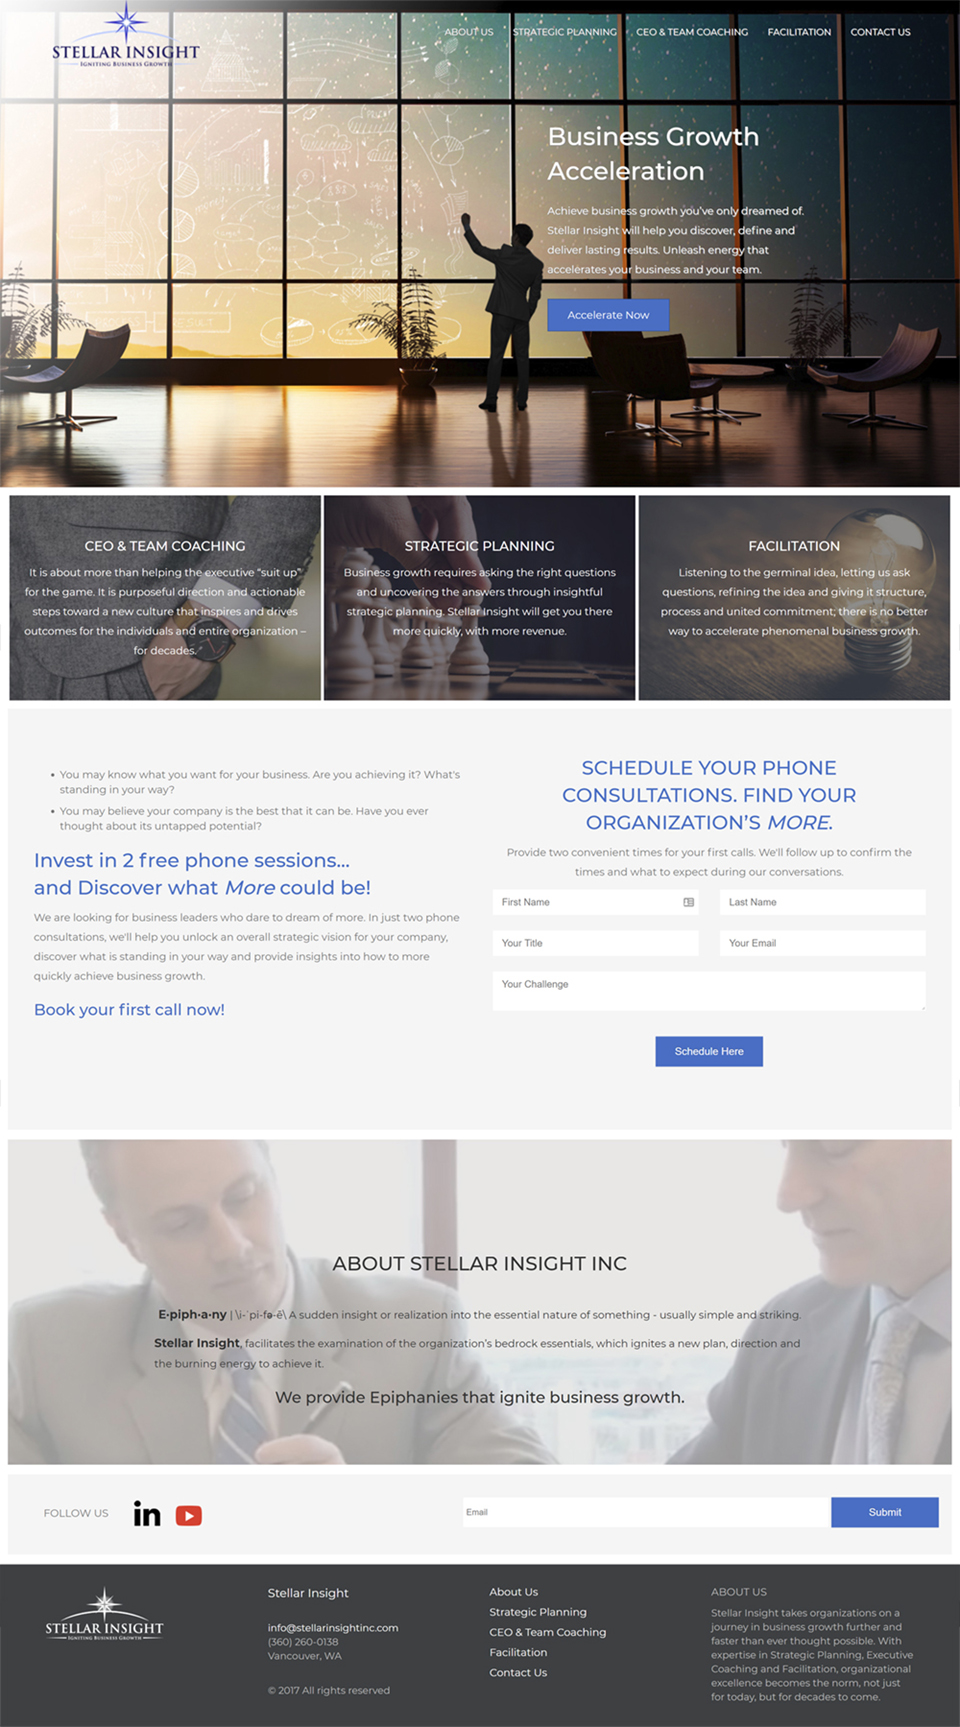 STELLAR INSIGHT
IGNITING BUSINESS GROWTH
ABOUT US
STRATEGIC PLANNING
CEO & TEAM COACHING
FACILITATION
CONTACT US
Business Growth
Acceleration
Achieve business growth you've only dreamed of.
Stellar Insight will help you discover, define and
deliver lasting results. Unleash energy that
accelerates your business and your team.
Accelerate Now
CEO & TEAM COACHING
It is about more than helping the executive "suit up"
for the game. It is purposeful direction and actionable
steps toward a new culture that inspires and drives
outcomes for the individuals and entire organization –
for decades.
STRATEGIC PLANNING
Business growth requires asking the right questions
and uncovering the answers through insightful
strategic planning. Stellar Insight will get you there
more quickly, with more revenue.
FACILITATION
Listening to the germinal idea, letting us ask
questions, refining the idea and giving it structure,
process and united commitment; there is no better
way to accelerate phenomenal business growth.
• You may know what you want for your business. Are you achieving it? What's
standing in your way?
• You may believe your company is the best that it can be. Have you ever
thought about its untapped potential?
Invest in 2 free phone sessions...
and Discover what More could be!
We are looking for business leaders who dare to dream of more. In just two phone
consultations, we'll help you unlock an overall strategic vision for your company,
discover what is standing in your way and provide insights into how to more
quickly achieve business growth.
Book your first call now!
SCHEDULE YOUR PHONE
CONSULTATIONS. FIND YOUR
ORGANIZATION'S MORE.
Provide two convenient times for your first calls. We'll follow up to confirm the
times and what to expect during our conversations.
First Name
Last Name
Your Title
Your Email
Your Challenge
Schedule Here
ABOUT STELLAR INSIGHT INC
E·piph·a·ny | \i-ˈpi-fə-ē\ A sudden insight or realization into the essential nature of something - usually simple and striking.
Stellar Insight, facilitates the examination of the organization's bedrock essentials, which ignites a new plan, direction and
the burning energy to achieve it.
We provide Epiphanies that ignite business growth.
FOLLOW US
in
Email
Submit
STELLAR INSIGHT
IGNITING BUSINESS GROWTH
Stellar Insight
info@stellarinsightinc.com
(360) 260-0138
Vancouver, WA
© 2017 All rights reserved
About Us
Strategic Planning
CEO & Team Coaching
Facilitation
Contact Us
ABOUT US
Stellar Insight takes organizations on a
journey in business growth further and
faster than ever thought possible. With
expertise in Strategic Planning, Executive
Coaching and Facilitation, organizational
excellence becomes the norm, not just
for today, but for decades to come.